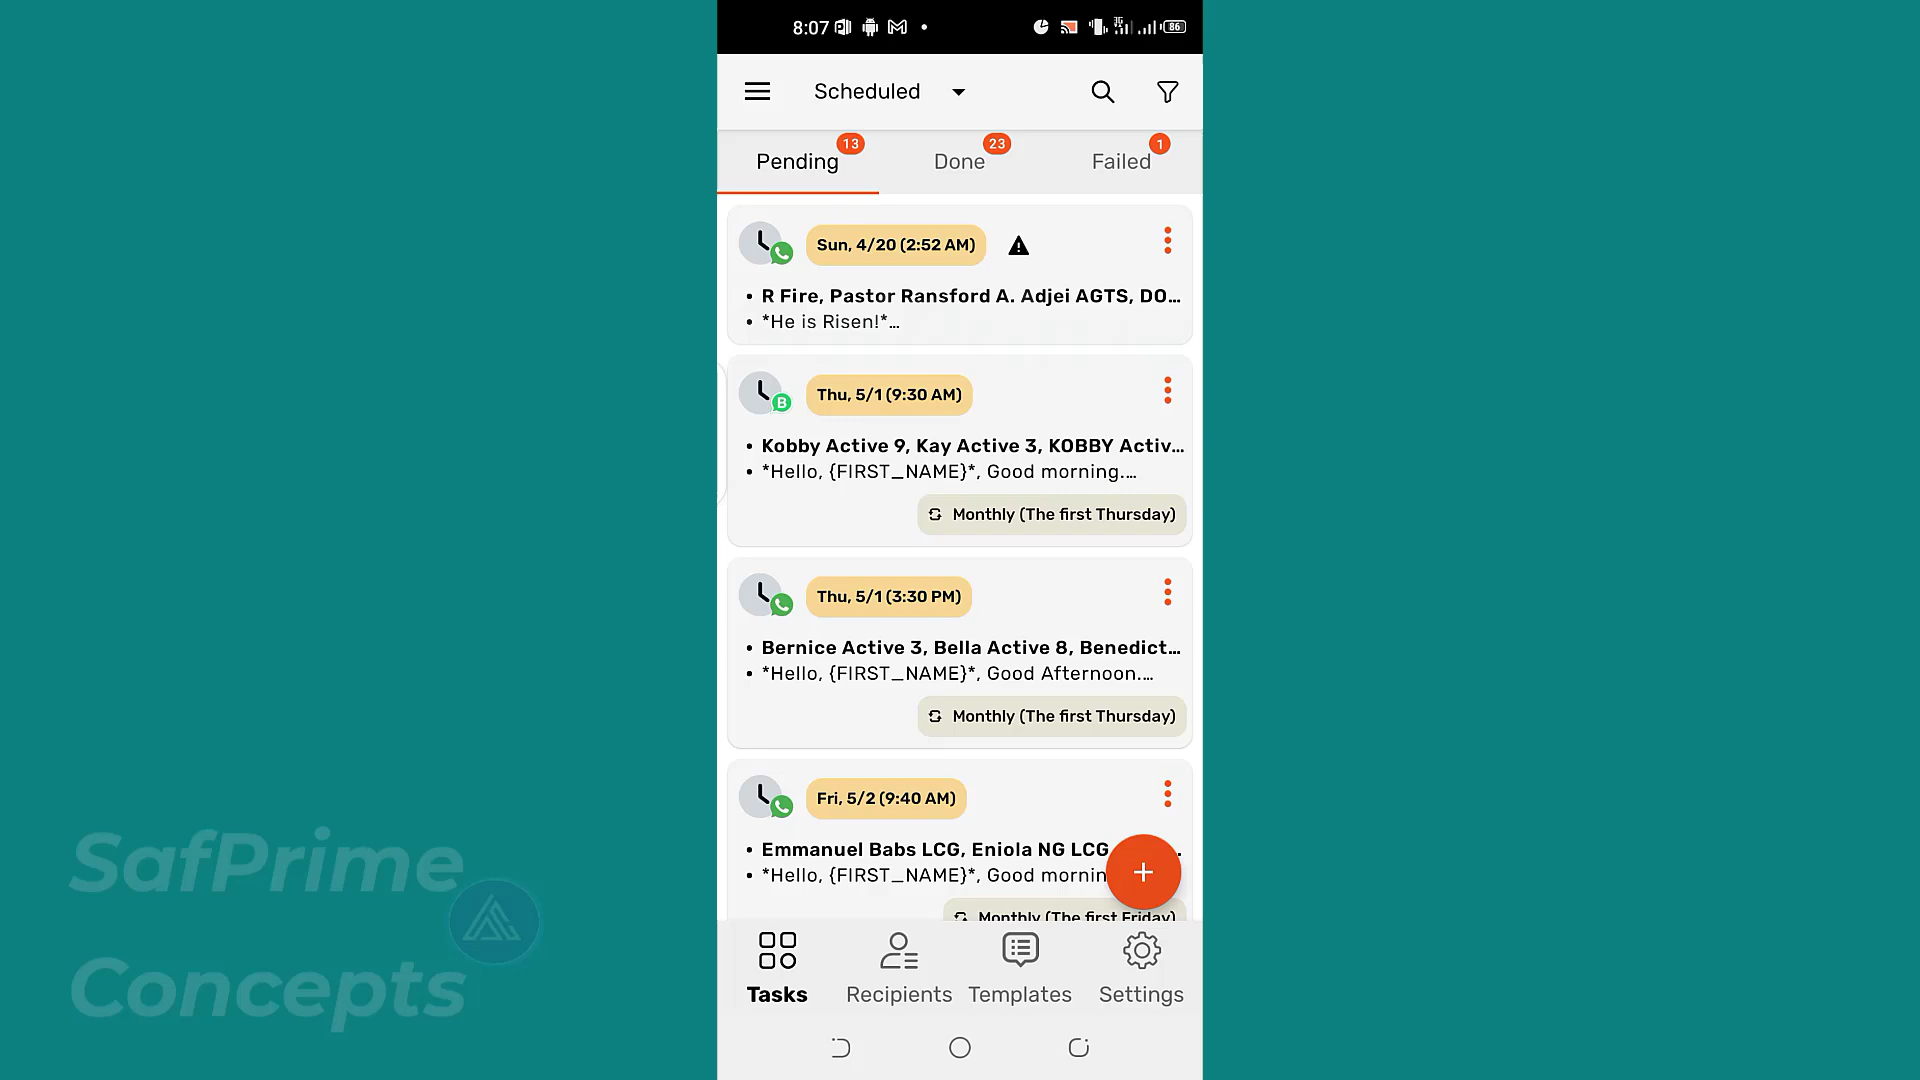 8:07
86
Scheduled
13
23
1
Pending
Done
Failed
Sun, 4/20 (2:52 AM)
• R Fire, Pastor Ransford A. Adjei AGTS, DO...
• *He is Risen!*...
B
Thu, 5/1 (9:30 AM)
• Kobby Active 9, Kay Active 3, KOBBY Activ...
• *Hello, {FIRST_NAME}*, Good morning....
Monthly (The first Thursday)
Thu, 5/1 (3:30 PM)
• Bernice Active 3, Bella Active 8, Benedict...
• *Hello, {FIRST_NAME}*, Good Afternoon....
Monthly (The first Thursday)
Fri, 5/2 (9:40 AM)
• Emmanuel Babs LCG, Eniola NG LCG
• *Hello, {FIRST_NAME}*, Good mornin
Monthly (The first Friday)
Tasks
Recipients
Templates
Settings
SafPrime
Concepts